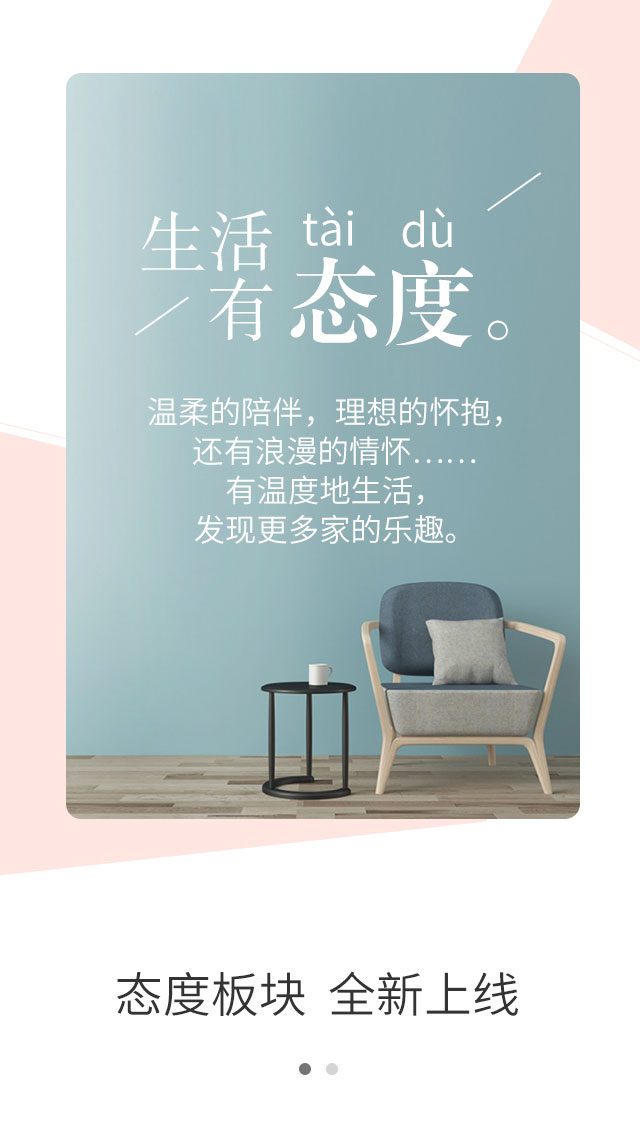 生活
tài dù
有态度。
温柔的陪伴，理想的怀抱，
还有浪漫的情怀……
有温度地生活，
发现更多家的乐趣。
态度板块 全新上线